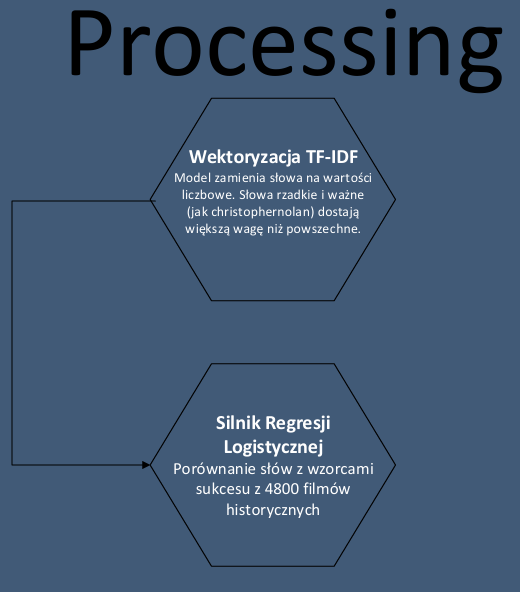 Processing
Wektoryzacja TF-IDF
Model zamienia słowa na wartości
liczbowe. Słowa rzadkie i ważne
(jak christophernolan) dostają
większą wagę niż powszechne.
Silnik Regresji
Logistycznej
Porównanie słów z wzorcami
sukcesu z 4800 filmów
historycznych